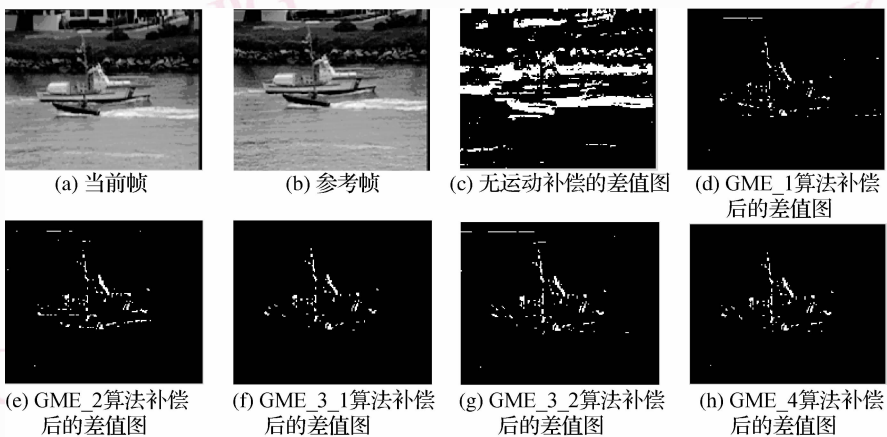 (a) 当前帧
(b) 参考帧
(c) 无运动补偿的差值图
(d) GME_1算法补偿
后的差值图
(e) GME_2算法补偿
后的差值图
(f) GME_3_1算法补偿
后的差值图
(g) GME_3_2算法补偿
后的差值图
(h) GME_4算法补偿
后的差值图